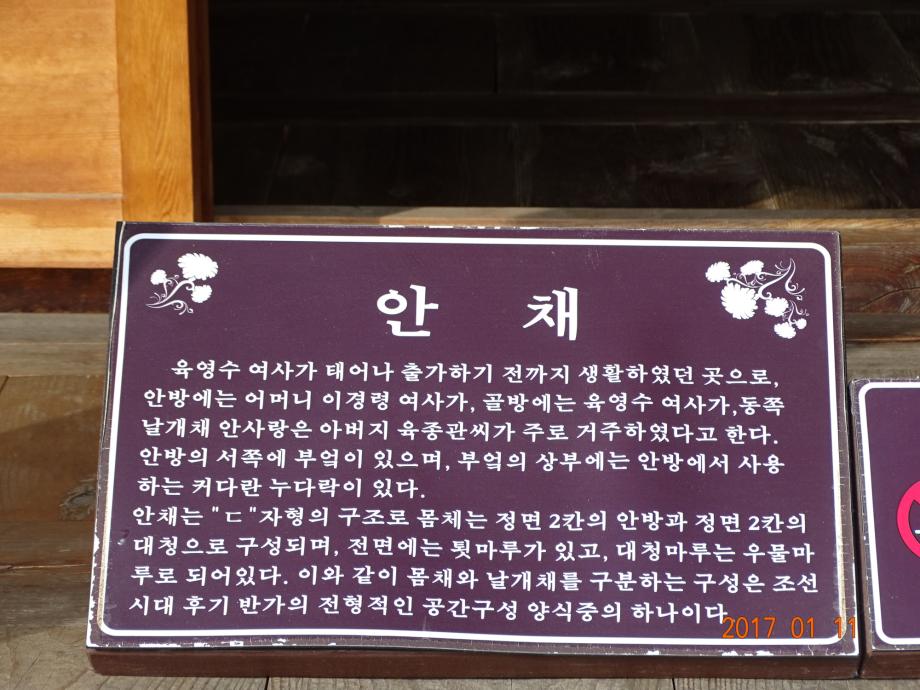 안 채
육영수 여사가 태어나 출가하기 전까지 생활하였던 곳으로,
안방에는 어머니 이경령 여사가, 골방에는 육영수 여사가,동쪽
날개채 안사랑은 아버지 육종관씨가 주로 거주하였다고 한다.
안방의 서쪽에 부엌이 있으며, 부엌의 상부에는 안방에서 사용
하는 커다란 누다락이 있다.
안채는 "ㄷ"자형의 구조로 몸체는 정면 2칸의 안방과 정면 2칸의
대청으로 구성되며, 전면에는 툇마루가 있고, 대청마루는 우물마
루로 되어있다. 이와 같이 몸채와 날개채를 구분하는 구성은 조선
시대 후기 반가의 전형적인 공간구성 양식중의 하나이다
2017 01 11